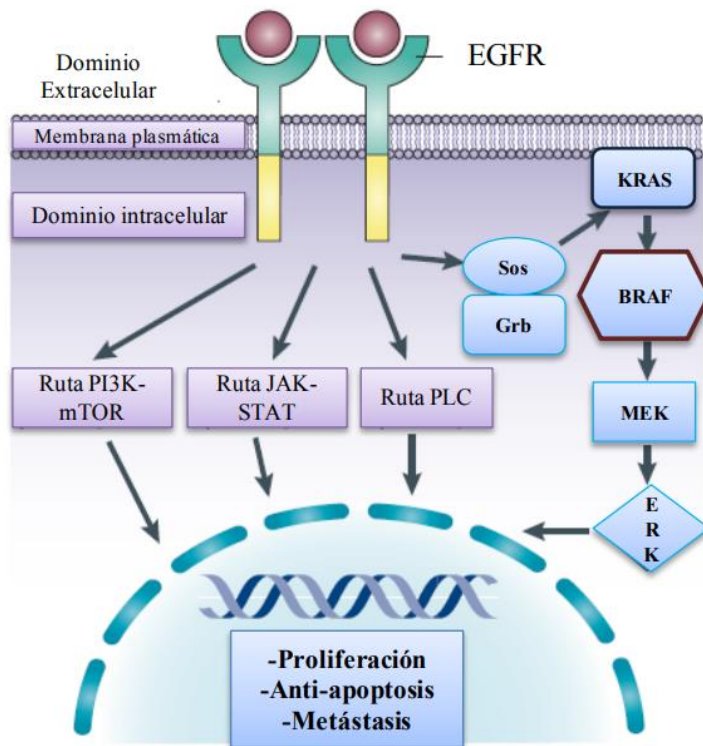 EGFR
Dominio
Extracelular
Membrana plasmática
KRAS
Dominio intracelular
Sos
BRAF
Grb
Ruta PI3K-
mTOR
Ruta JAK-
STAT
Ruta PLC
MEK
E
R
K
-Proliferación
-Anti-apoptosis
-Metástasis